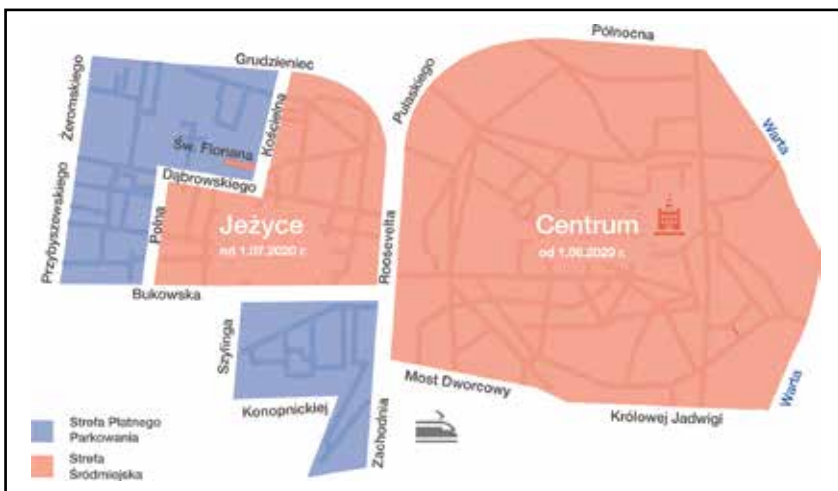 Północna
Grudzieniec
Żeromskiego
Pułaskiego
Kościelna
Warta
Św. Floriana
Dąbrowskiego
Przybyszewskiego
Polna
Jeżyce
od 1.07.2020 r.
Roosevelta
Centrum
od 1.06.2020 r.
Bukowska
Szylinga
Most Dworcowy
Warta
Konopnickiej
Królowej Jadwigi
Zachodnia
Strefa Płatnego
Parkowania
Strefa
Śródmiejska